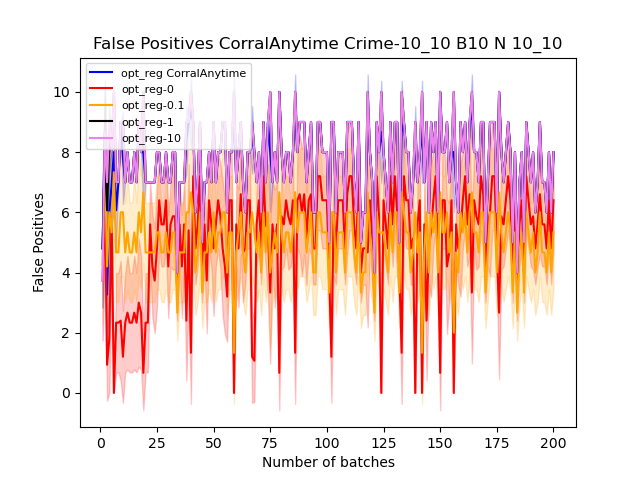 False Positives CorralAnytime Crime-10_10 B10 N 10_10
opt_reg CorralAnytime
opt_reg-0
opt_reg-0.1
opt_reg-1
opt_reg-10
10
8
6
4
2
0
False Positives
0 25 50 75 100 125 150 175 200
Number of batches